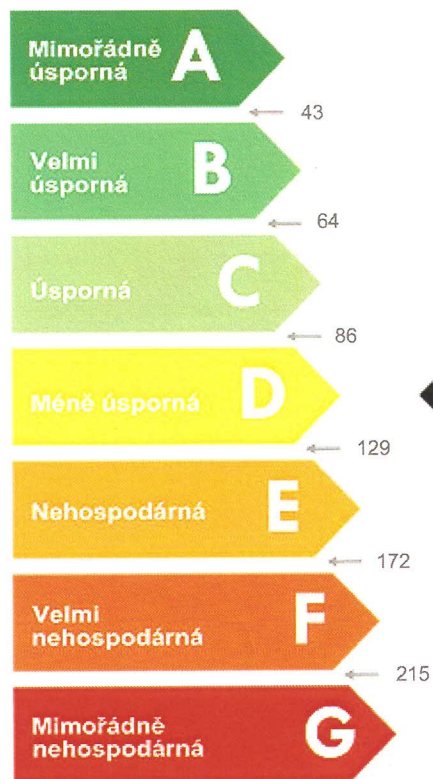 Mimořádně
úsporná
A
43
Velmi
úsporná
B
64
Úsporná
C
86
Méně úsporná
D
129
Nehospodárná
E
172
Velmi
nehospodárná
F
215
Mimořádně
nehospodárná
G